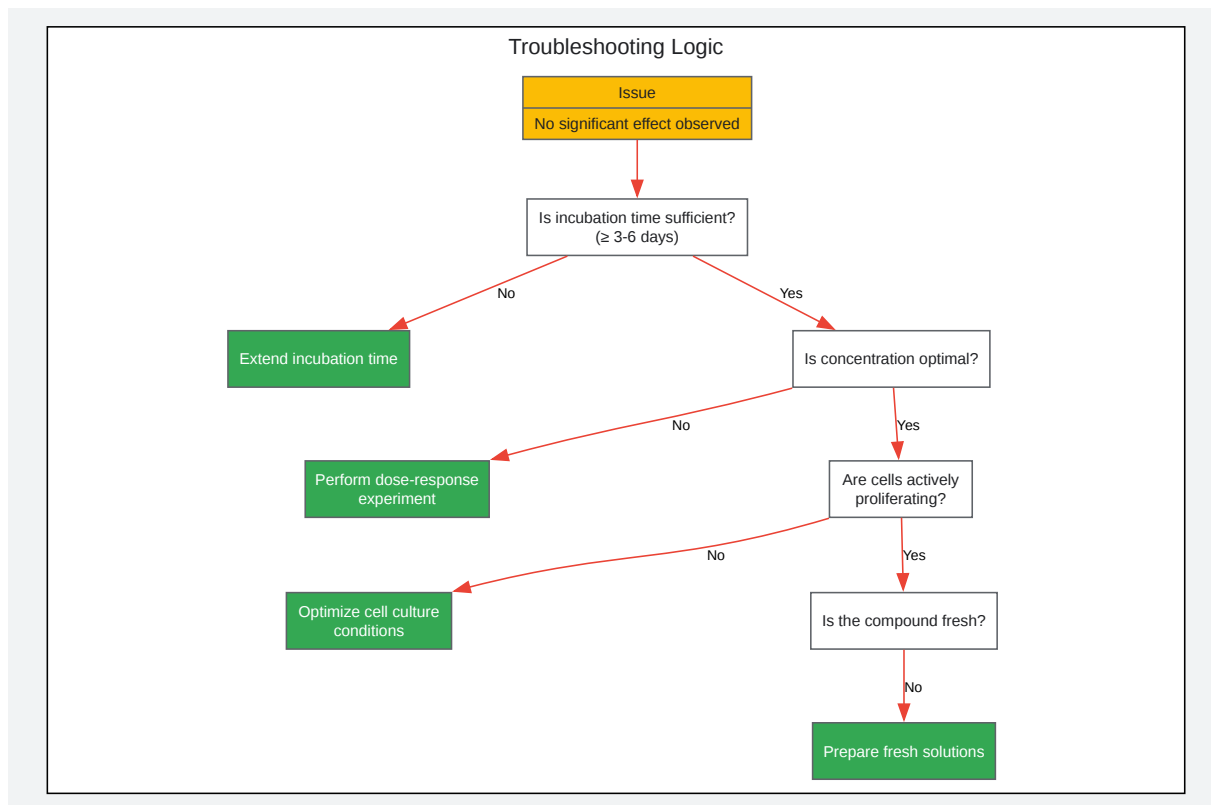 Troubleshooting Logic
Issue
No significant effect observed
Is incubation time sufficient?
(≥ 3-6 days)
No
Yes
Extend incubation time
Is concentration optimal?
No
Yes
Perform dose-response
experiment
Are cells actively
proliferating?
No
Yes
Optimize cell culture
conditions
Is the compound fresh?
No
Prepare fresh solutions